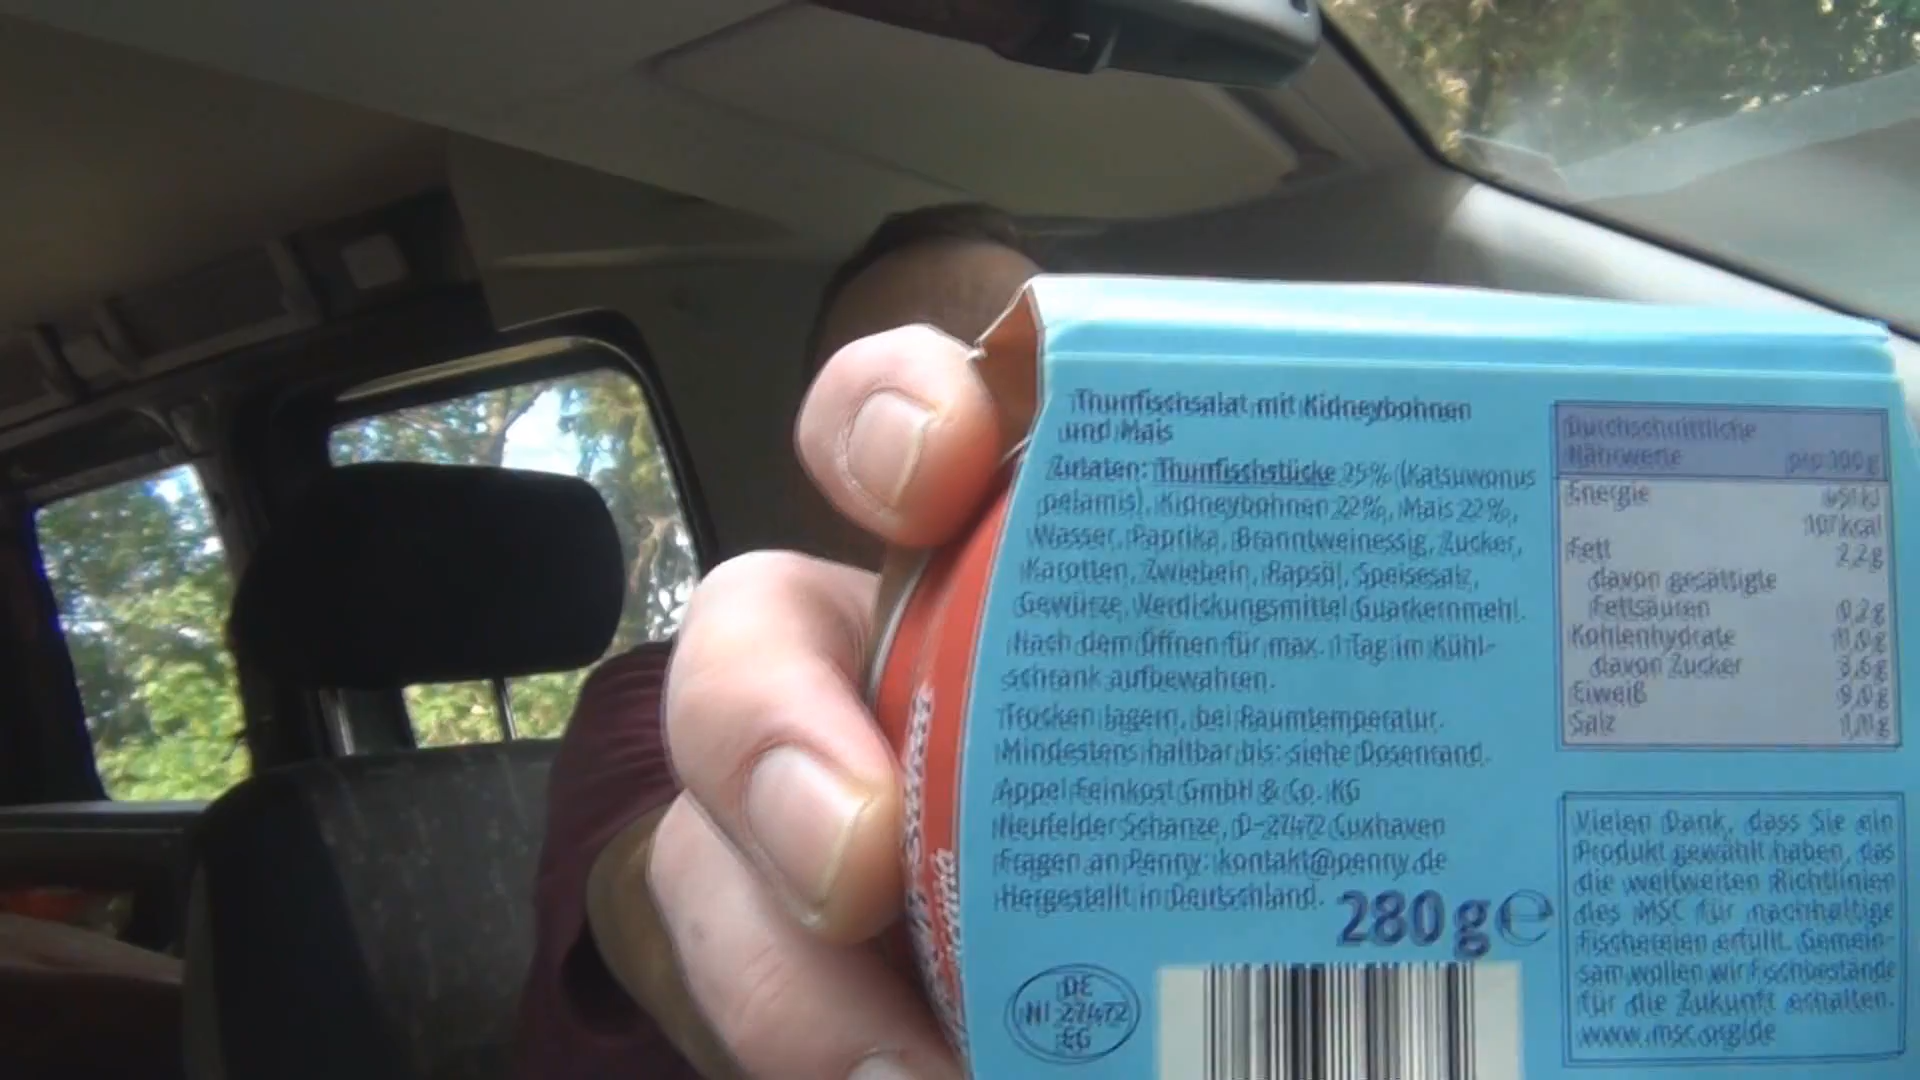 Thunfischsalat mit Kidneybohnen
und Mais
Zutaten: Thunfischstücke 25% (Katsuwonus
pelamis), Kidneybohnen 22%, Mais 22%,
Wasser, Paprika, Branntweinessig, Zucker,
Karotten, Zwiebeln, Rapsöl, Speisesalz,
Gewürze, Verdickungsmittel Guarkernmehl.
Nach dem Öffnen für max. 1 Tag im Kühl-
schrank aufbewahren.
Trocken lagern, bei Raumtemperatur.
Mindestens haltbar bis: siehe Dosenrand.
Appel Feinkost GmbH & Co. KG
Neufelder Schanze, D-27472 Cuxhaven
Fragen an Penny: kontakt@penny.de
Hergestellt in Deutschland.
280 g e
DE
NI 27472
EG
Durchschnittliche
Nährwerte pro 100 g
Energie
107 kcal
Fett 2,2 g
davon gesättigte
Fettsäuren 0,2 g
Kohlenhydrate
davon Zucker 3,6 g
Eiweiß 9,0 g
Salz
Vielen Dank, dass Sie ein
Produkt gewählt haben, das
die weltweiten Richtlinien
des MSC für nachhaltige
Fischereien erfüllt. Gemein-
sam wollen wir Fischbestände
für die Zukunft erhalten.
www.msc.org/de